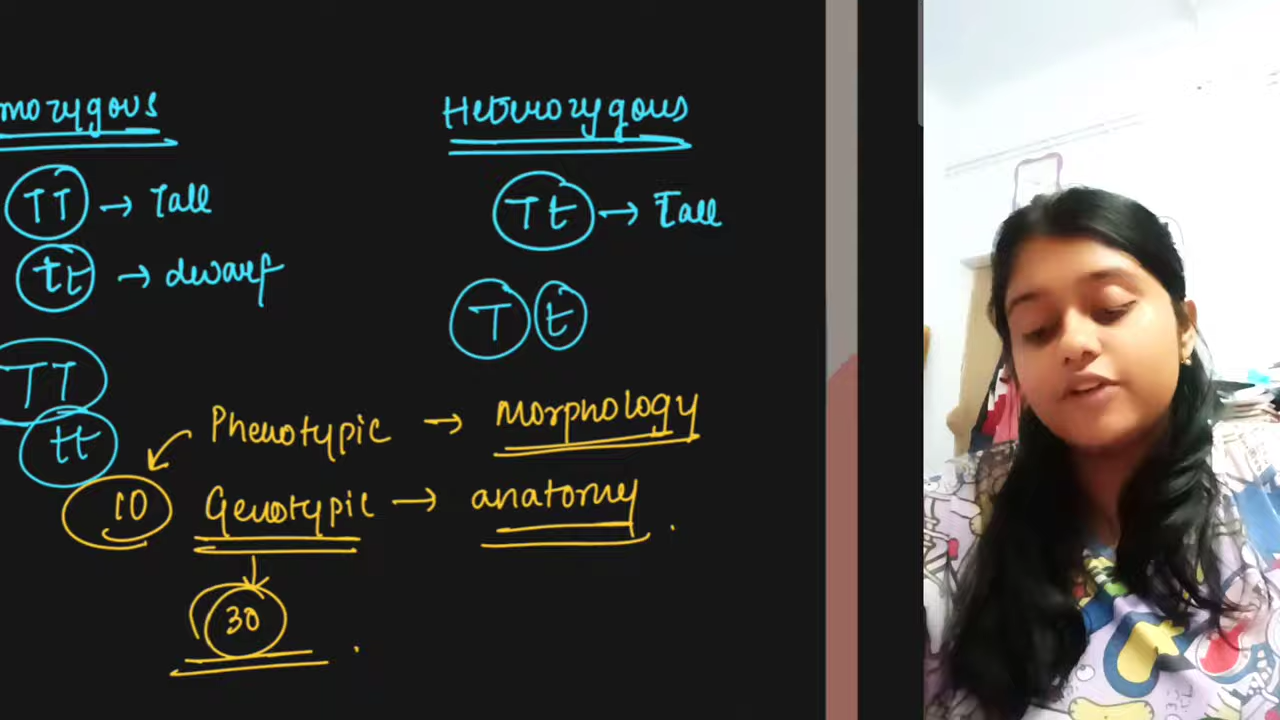 mozygous
TT → Tall
tt → dwarf
TT
tt
Heterozygous
Tt → Tall
T t
Phenotypic → Morphology
10 Genotypic → anatomy
30